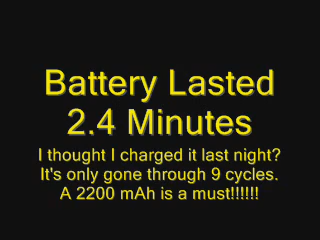 Battery Lasted
2.4 Minutes
I thought I charged it last night?
It's only gone through 9 cycles.
A 2200 mAh is a must!!!!!!